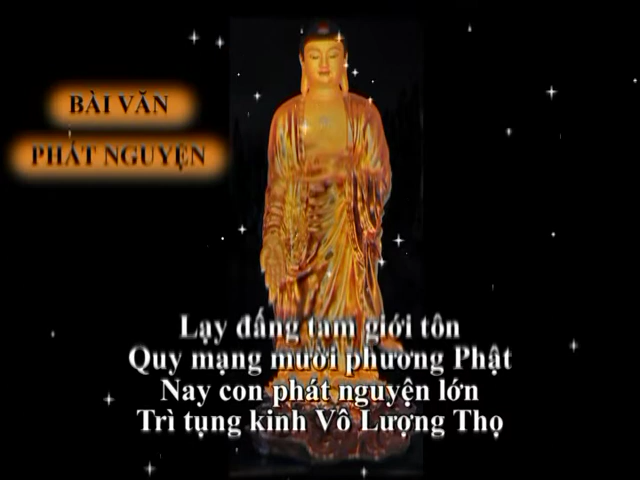 BÀI VĂN
PHÁT NGUYỆN
Lạy đấng tam giới tôn
Quy mạng mười phương Phật
Nay con phát nguyện lớn
Trì tụng kinh Vô Lượng Thọ